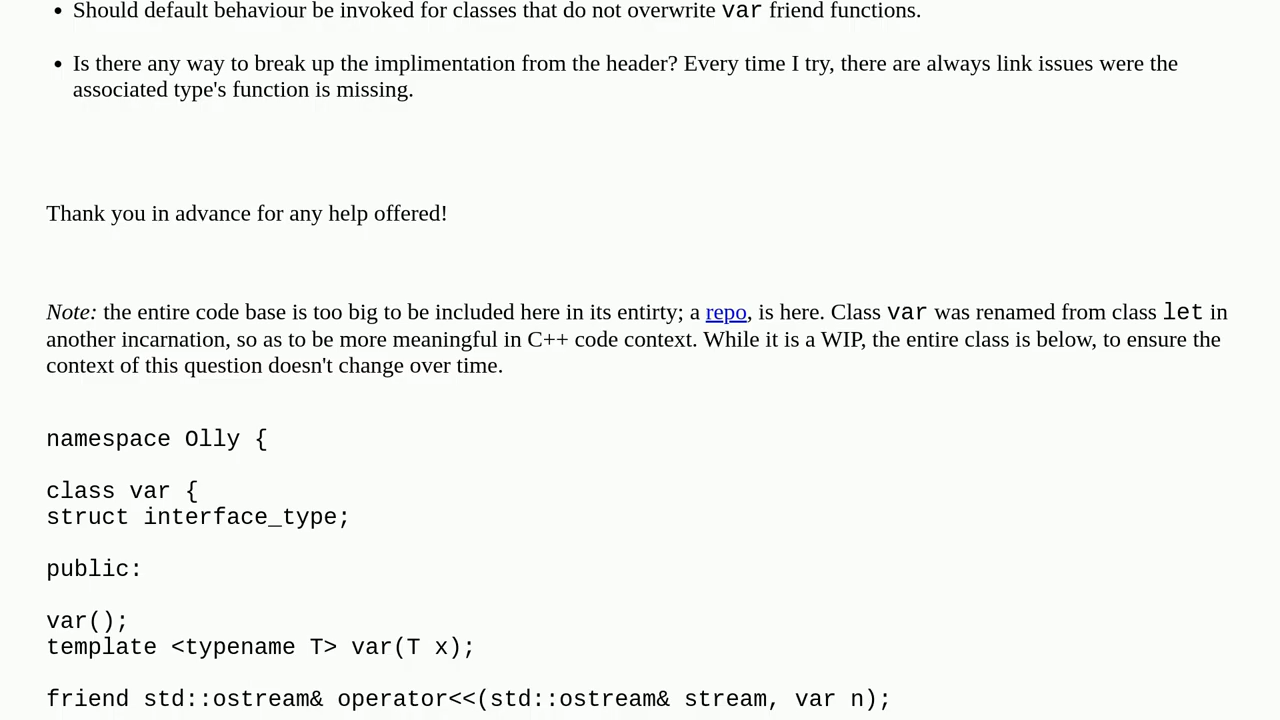 Should default behaviour be invoked for classes that do not overwrite var friend functions.
Is there any way to break up the implimentation from the header? Every time I try, there are always link issues were the
associated type's function is missing.
Thank you in advance for any help offered!
Note: the entire code base is too big to be included here in its entirty; a repo, is here. Class var was renamed from class let in
another incarnation, so as to be more meaningful in C++ code context. While it is a WIP, the entire class is below, to ensure the
context of this question doesn't change over time.
namespace Olly {
class var {
struct interface_type;
public:
var();
template <typename T> var(T x);
friend std::ostream& operator<<(std::ostream& stream, var n);